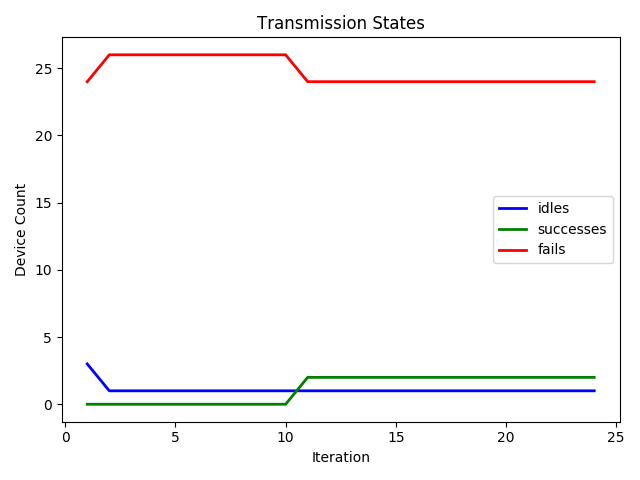 Transmission States
Device Count
25
20
15
10
5
0
idles
successes
fails
0 5 10 15 20 25
Iteration